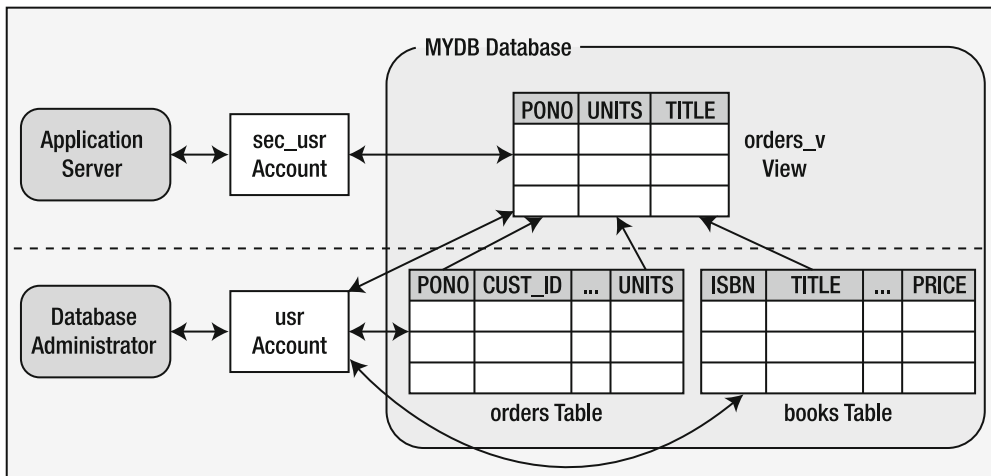 MYDB Database
PONO UNITS TITLE
Application
Server
sec_usr
Account
orders_v
View
PONO CUST_ID ... UNITS
ISBN TITLE ... PRICE
Database
Administrator
usr
Account
orders Table
books Table